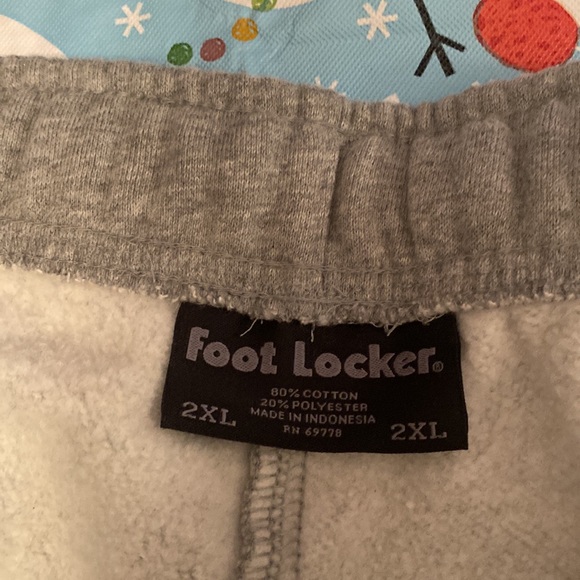 Foot Locker®
80% COTTON
20% POLYESTER
2XL MADE IN INDONESIA 2XL
RN 69778